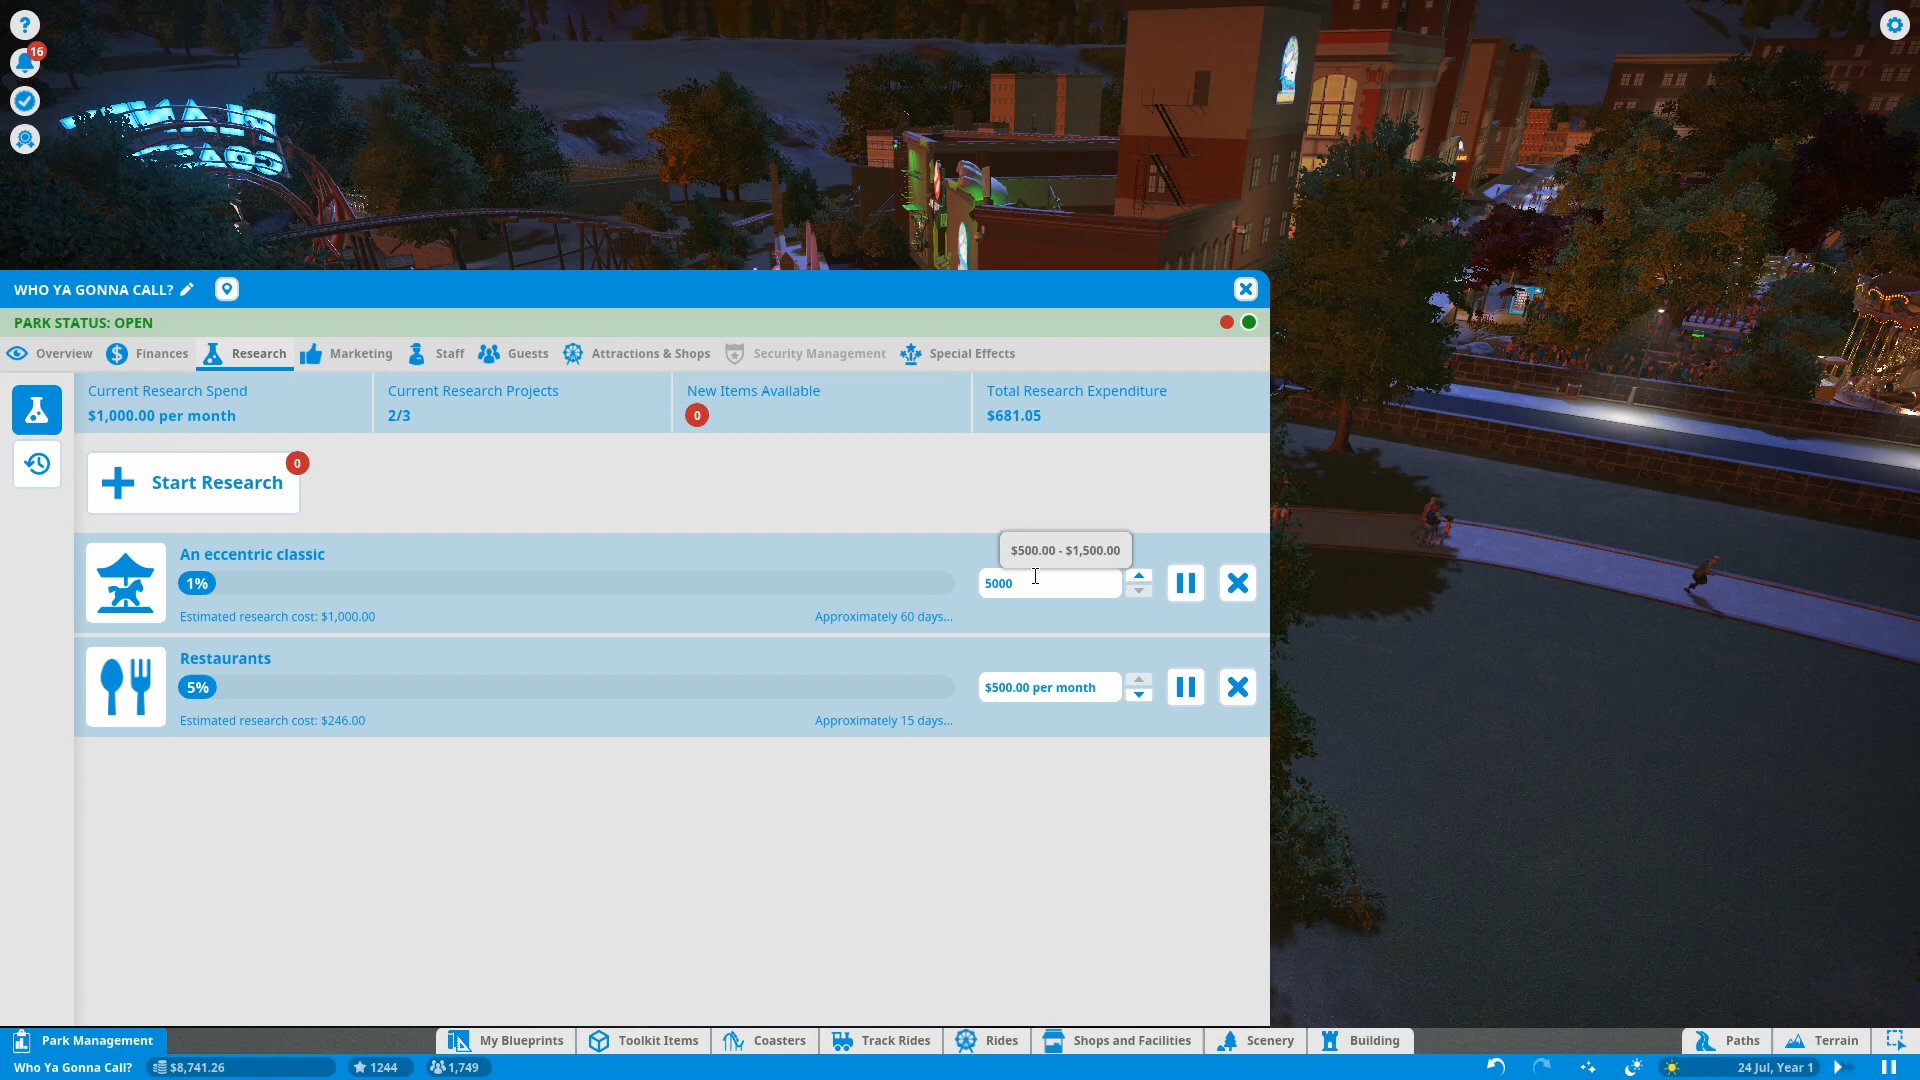 ?
16
WHO YA GONNA CALL?
PARK STATUS: OPEN
Overview
Finances
Research
Marketing
Staff
Guests
Attractions & Shops
Security Management
Special Effects
Current Research Spend
$1,000.00 per month
Current Research Projects
2/3
New Items Available
0
Total Research Expenditure
$681.05
Start Research
0
An eccentric classic
1%
Estimated research cost: $1,000.00
Approximately 60 days...
$500.00 - $1,500.00
5000
Restaurants
5%
Estimated research cost: $246.00
Approximately 15 days...
$500.00 per month
Park Management
My Blueprints
Toolkit Items
Coasters
Track Rides
Rides
Shops and Facilities
Scenery
Building
Paths
Terrain
Who Ya Gonna Call?
$8,741.26
1244
1,749
24 Jul, Year 1